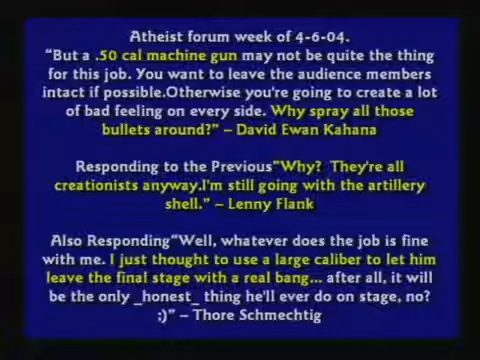 Atheist forum week of 4-6-04.
“But a .50 cal machine gun may not be quite the thing
for this job. You want to leave the audience members
intact if possible.Otherwise you're going to create a lot
of bad feeling on every side. Why spray all those
bullets around?” – David Ewan Kahana
Responding to the Previous"Why? They're all
creationists anyway.I'm still going with the artillery
shell." – Lenny Flank
Also Responding"Well, whatever does the job is fine
with me. I just thought to use a large caliber to let him
leave the final stage with a real bang... after all, it will
be the only _honest_ thing he'll ever do on stage, no?
;)” – Thore Schmechtig